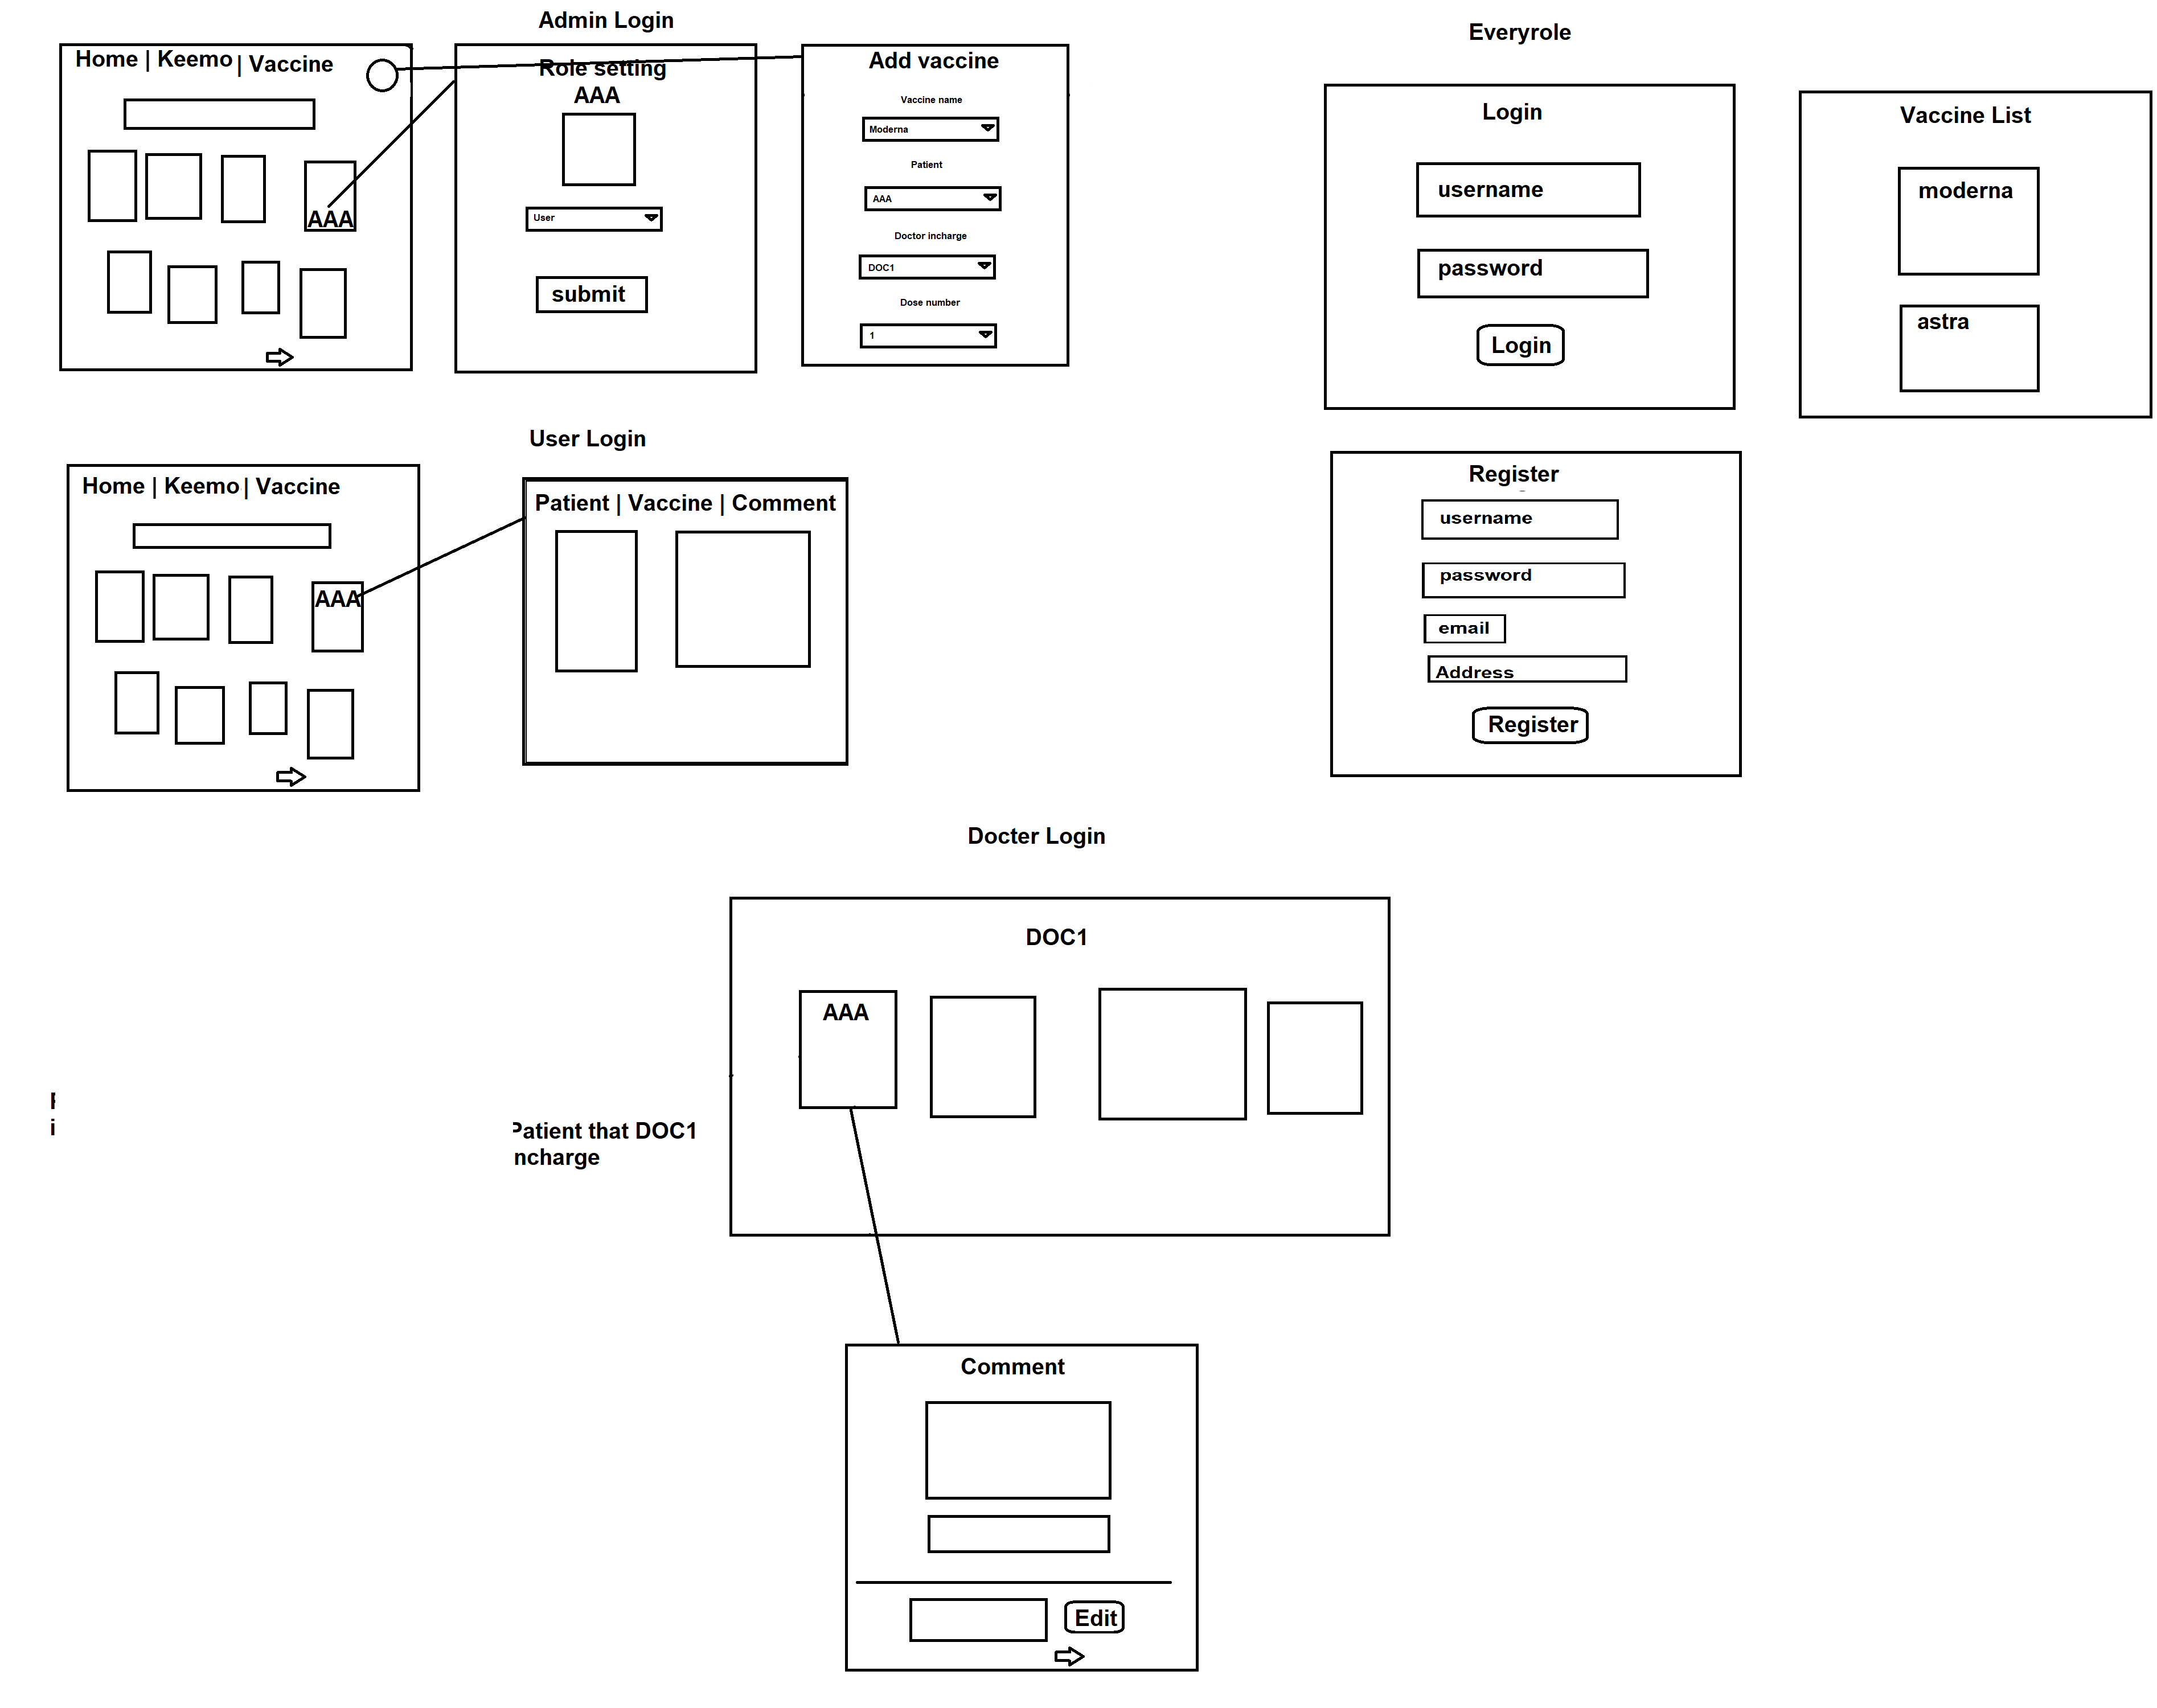 Admin Login
Home | Keemo | Vaccine
AAA
Role setting
AAA
User
submit
Add vaccine
Vaccine name
Moderna
Patient
AAA
Doctor incharge
DOC1
Dose number
1
Everyrole
Login
username
password
Login
Vaccine List
moderna
astra
User Login
Home | Keemo | Vaccine
AAA
Patient | Vaccine | Comment
Register
username
password
email
Address
Register
Docter Login
DOC1
AAA
Patient that DOC1
ncharge
i
Comment
Edit